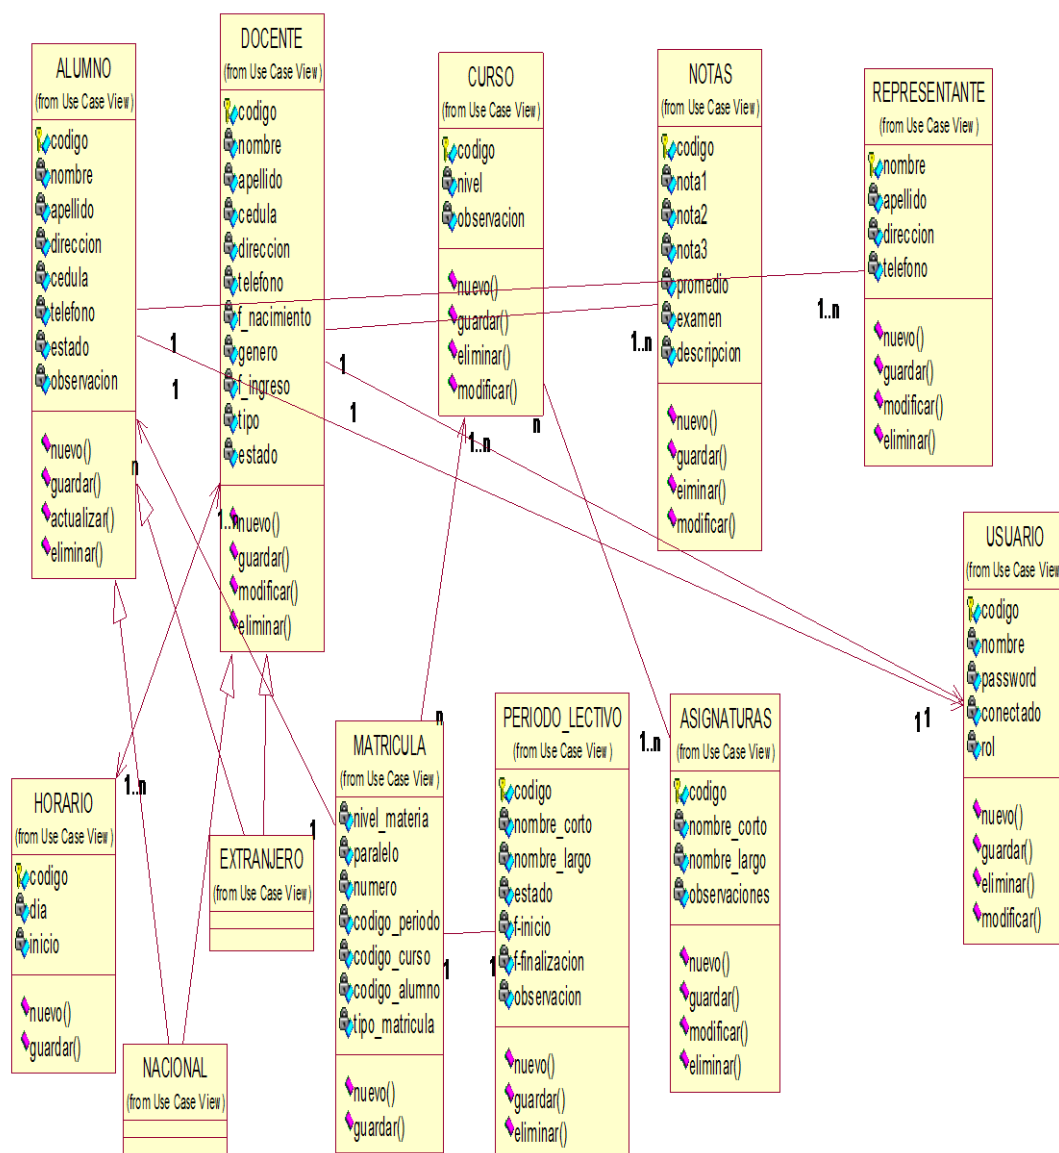 ALUMNO
(from Use Case View)
codigo
nombre
apellido
direccion
cedula
telefono
estado
observacion
nuevo()
guardar()
actualizar()
eliminar()
DOCENTE
(from Use Case View)
codigo
nombre
apellido
cedula
direccion
telefono
f_nacimiento
genero
f_ingreso
tipo
estado
nuevo()
guardar()
modificar()
eliminar()
CURSO
(from Use Case View)
codigo
nivel
observacion
nuevo()
guardar()
eliminar()
modificar()
NOTAS
(from Use Case View)
codigo
nota1
nota2
nota3
promedio
examen
descripcion
nuevo()
guardar()
eiminar()
modificar()
REPRESENTANTE
(from Use Case View)
nombre
apellido
direccion
telefono
nuevo()
guardar()
modificar()
eliminar()
1
1
1
1
1..n
1..n
n
1..n
n
1..n
USUARIO
(from Use Case View)
codigo
nombre
password
conectado
rol
nuevo()
guardar()
eliminar()
modificar()
1
1
HORARIO
(from Use Case View)
codigo
dia
inicio
nuevo()
guardar()
1..n
EXTRANJERO
(from Use Case View)
1
n
MATRICULA
(from Use Case View)
nivel_materia
paralelo
numero
codigo_periodo
codigo_curso
codigo_alumno
tipo_matricula
nuevo()
guardar()
1
1
PERIODO_LECTIVO
(from Use Case View)
codigo
nombre_corto
nombre_largo
estado
f-inicio
f-finalizacion
observacion
nuevo()
guardar()
eliminar()
1..n
ASIGNATURAS
(from Use Case View)
codigo
nombre_corto
nombre_largo
observaciones
nuevo()
guardar()
modificar()
eliminar()
NACIONAL
(from Use Case View)